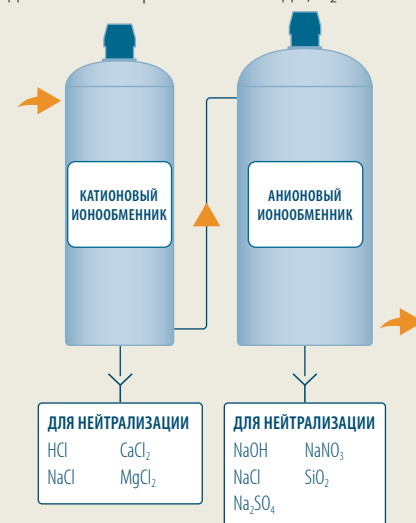 КАТИОНОВЫЙ
ИОНООБМЕННИК
АНИОНОВЫЙ
ИОНООБМЕННИК
ДЛЯ НЕЙТРАЛИЗАЦИИ
HCl CaCl₂
NaCl MgCl₂
ДЛЯ НЕЙТРАЛИЗАЦИИ
NaOH NaNO₃
NaCl SiO₂
Na₂SO₄